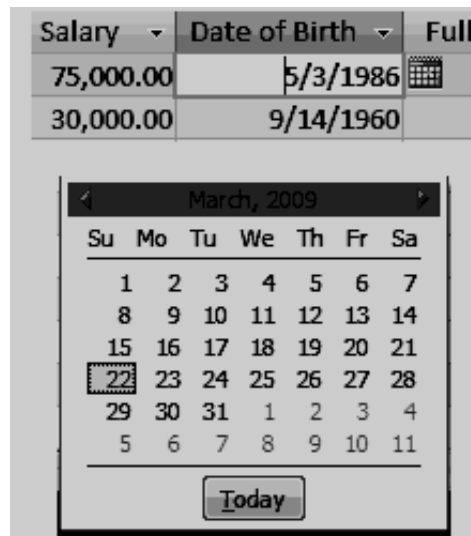 Salary Date of Birth Full
75,000.00 5/3/1986
30,000.00 9/14/1960
March, 2009
Su Mo Tu We Th Fr Sa
1 2 3 4 5 6 7
8 9 10 11 12 13 14
15 16 17 18 19 20 21
22 23 24 25 26 27 28
29 30 31 1 2 3 4
5 6 7 8 9 10 11
Today